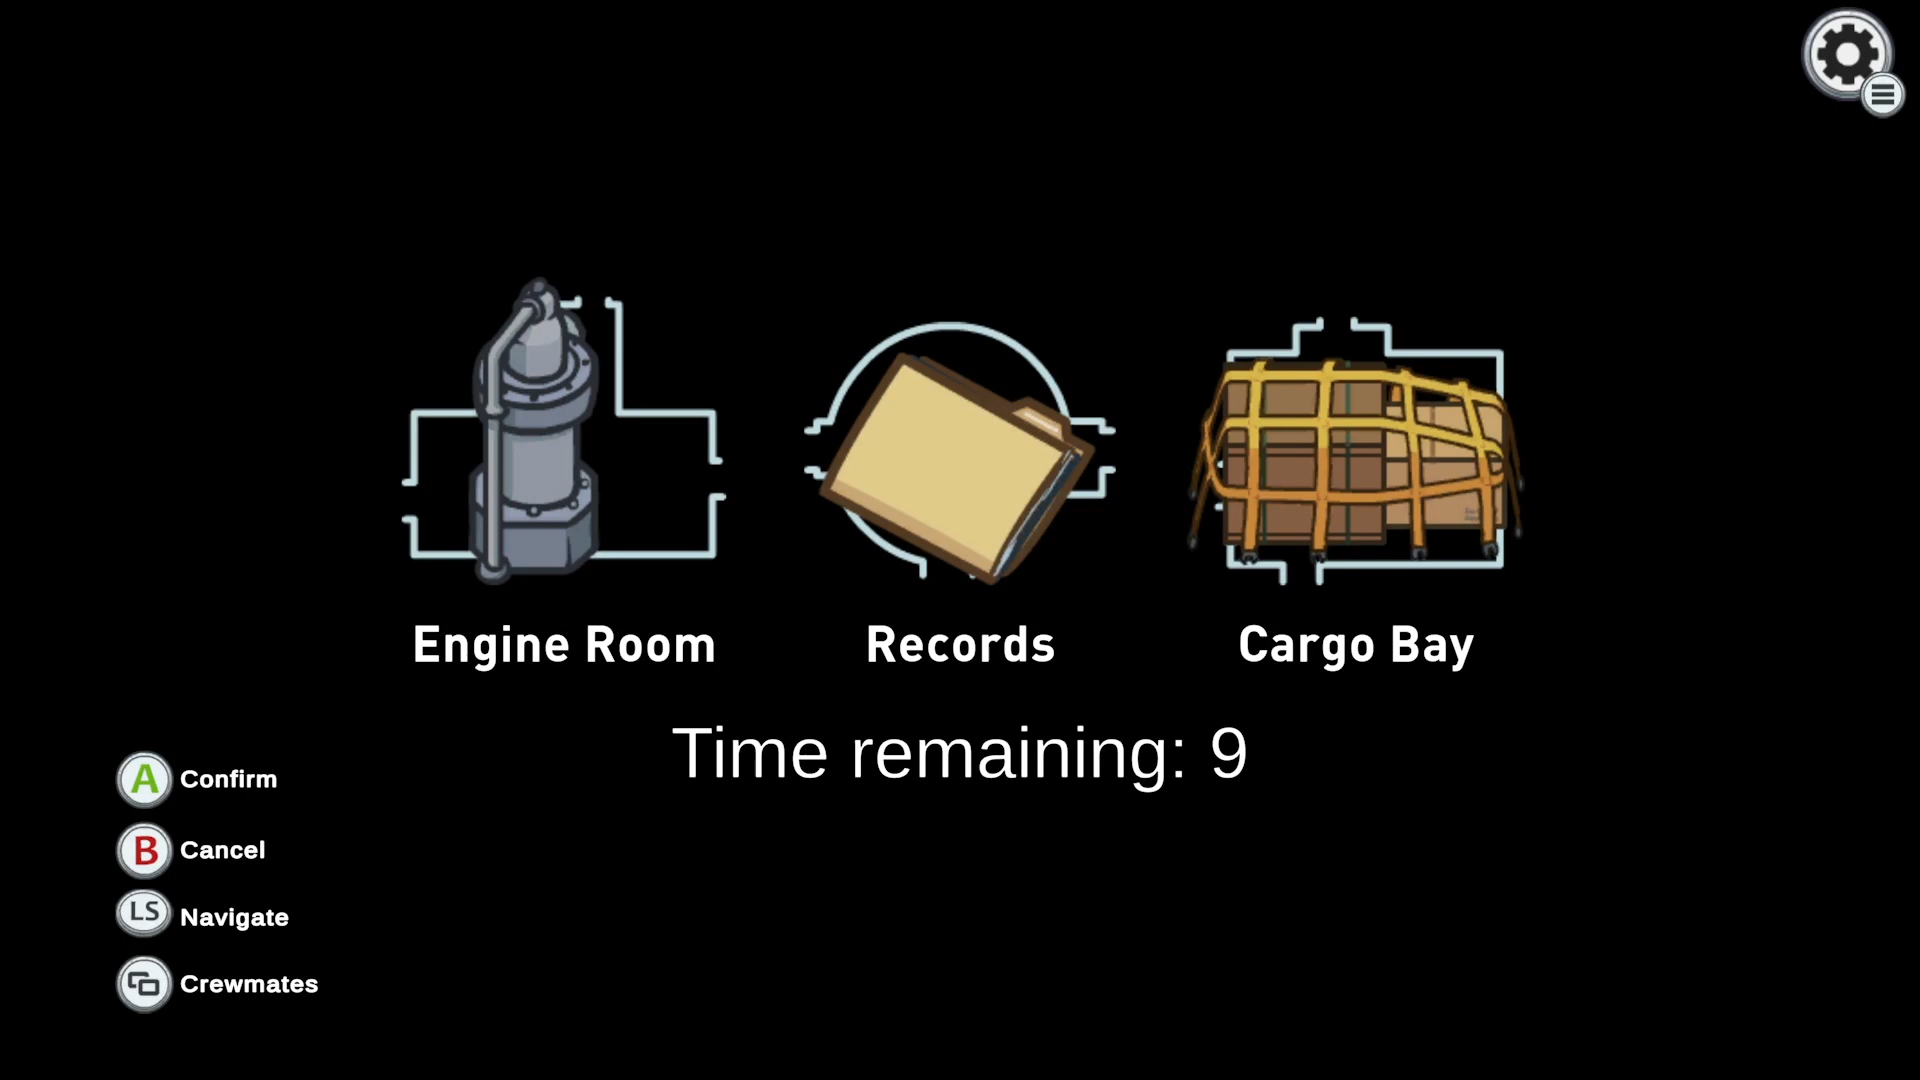 Engine Room
Records
Cargo Bay
Time remaining: 9
A Confirm
B Cancel
LS Navigate
Crewmates